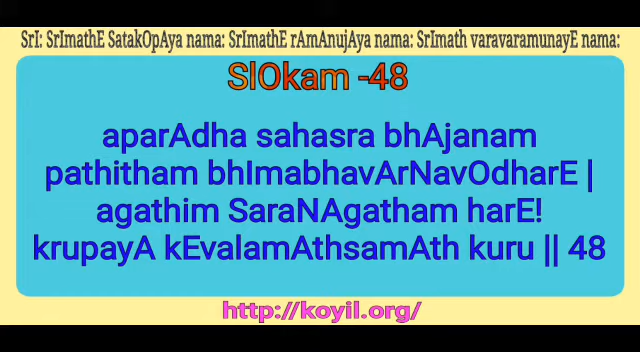 SrI: SrImathE SatakOpAya nama: SrImathE rAmAnujAya nama: SrImath varavaramunayE nama:
SlOkam -48
aparAdha sahasra bhAjanam
pathitham bhImabhavArNavOdharE |
agathim SaraNAgatham harE!
krupayA kEvalamAthsamAth kuru || 48
http://koyil.org/